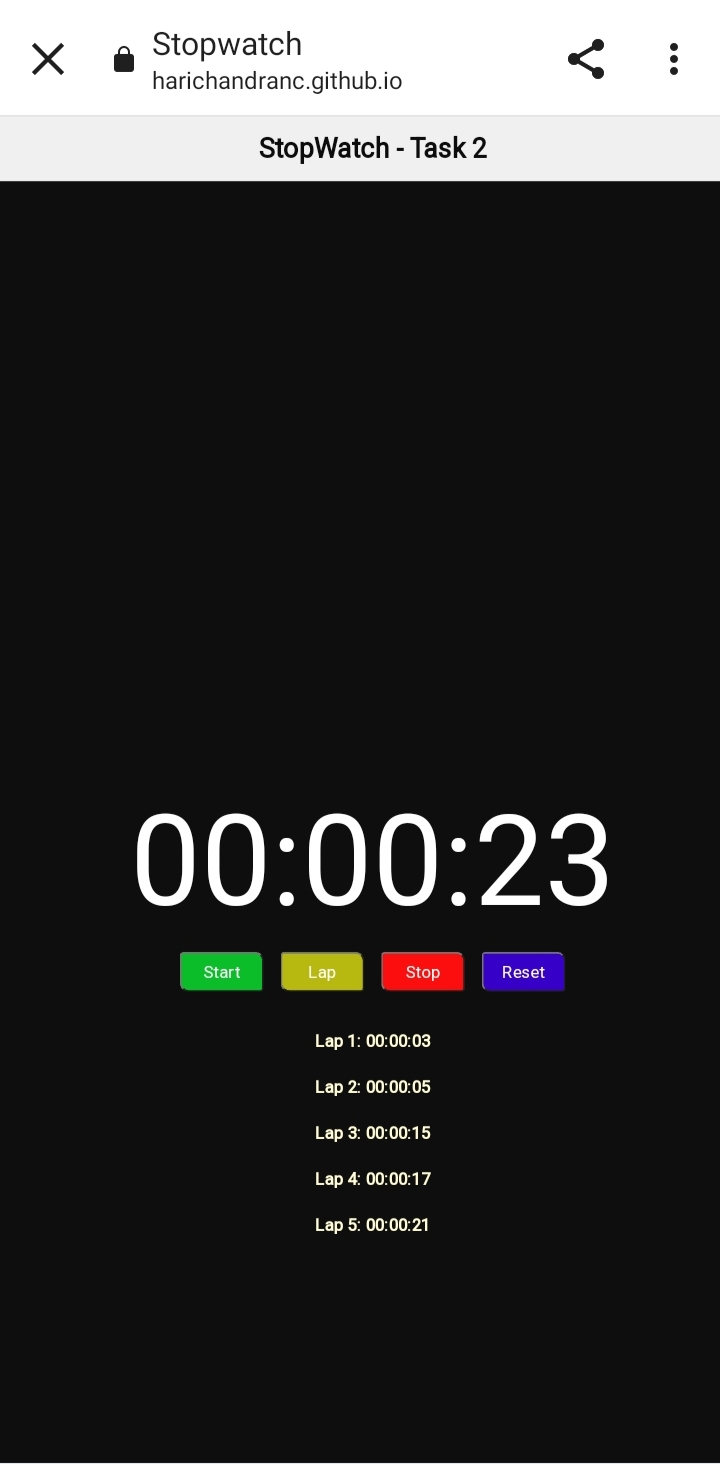 Stopwatch
harichandranc.github.io
StopWatch - Task 2
00:00:23
Start Lap Stop Reset
Lap 1: 00:00:03
Lap 2: 00:00:05
Lap 3: 00:00:15
Lap 4: 00:00:17
Lap 5: 00:00:21